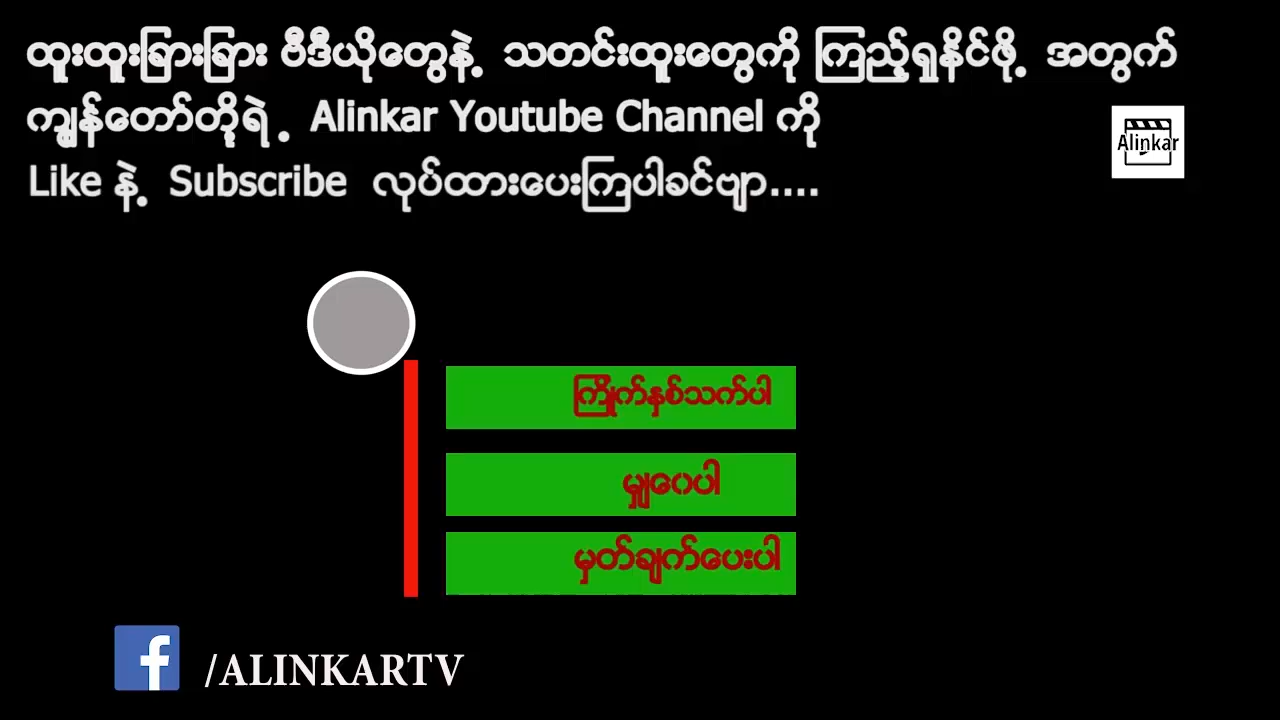 ထူးထူးခြားခြား ဗီဒီယိုတွေနဲ့ သတင်းထူးတွေကို ကြည့်ရှုနိုင်ဖို့ အတွက်
ကျွန်တော်တို့ရဲ့ Alinkar Youtube Channel ကို
Alinkar
Like နဲ့ Subscribe လုပ်ထားပေးကြပါခင်ဗျာ....
ကြိုက်နှစ်သက်ပါ
မျှဝေပါ
မှတ်ချက်ပေးပါ
f /ALINKARTV